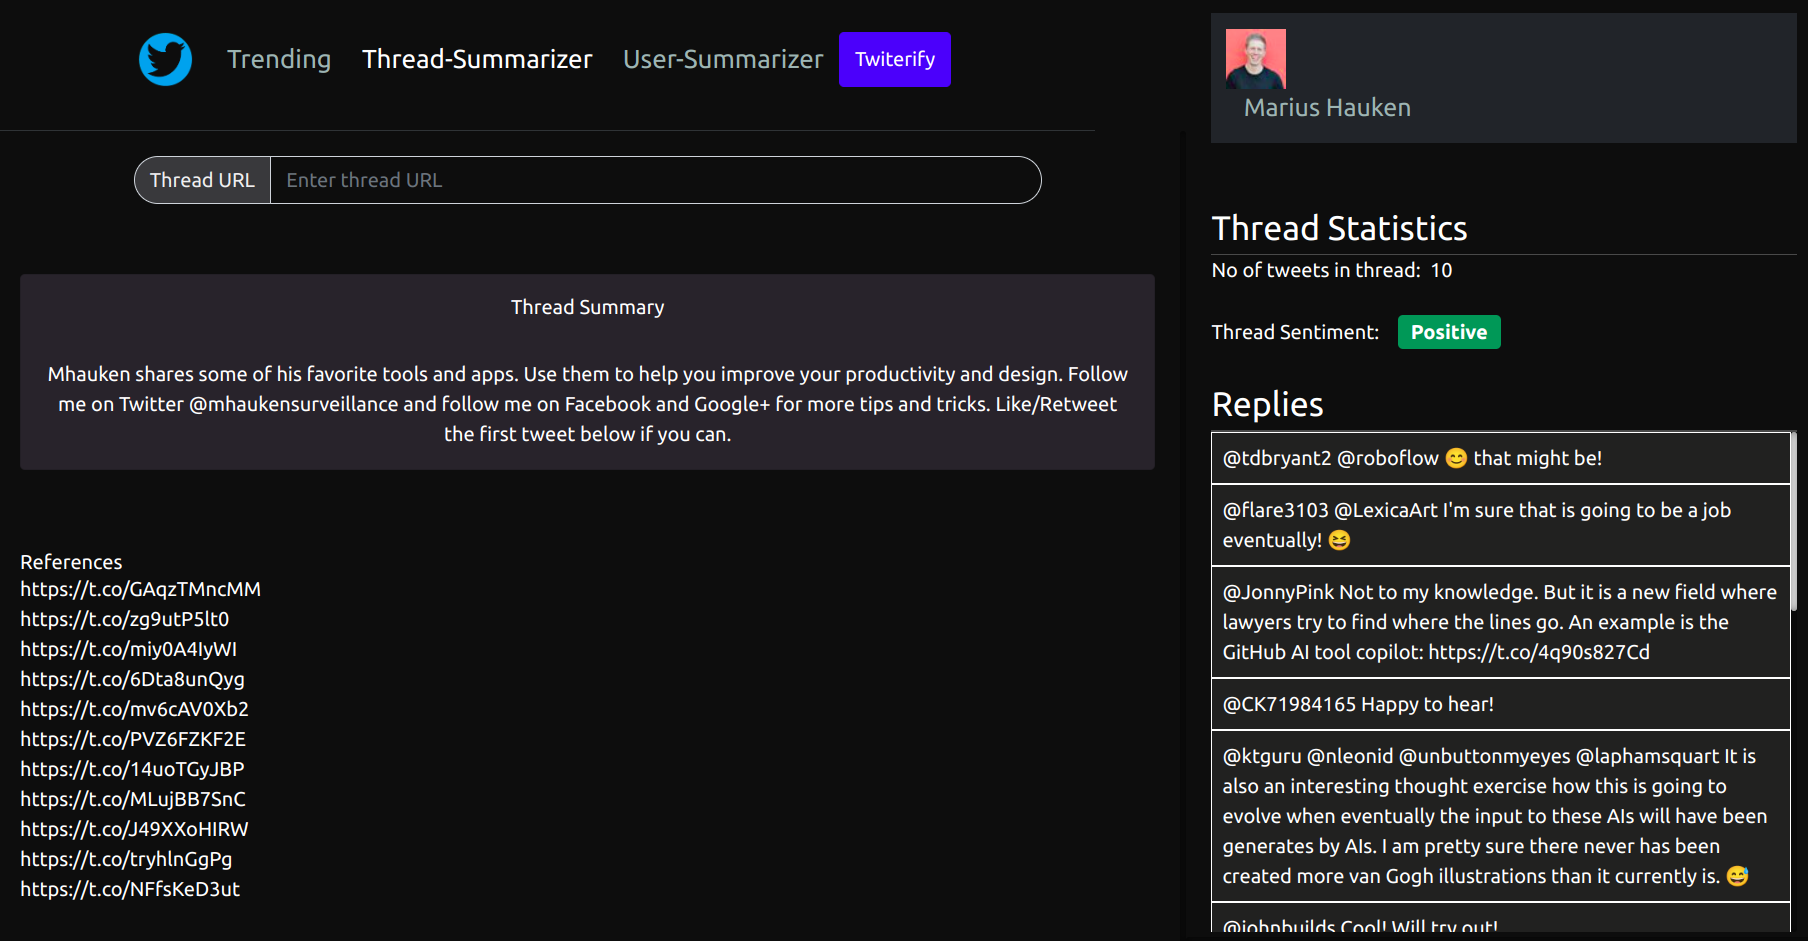 Trending Thread-Summarizer User-Summarizer Twiterify
Thread URL Enter thread URL
Thread Summary
Mhauken shares some of his favorite tools and apps. Use them to help you improve your productivity and design. Follow
me on Twitter @mhaukensurveillance and follow me on Facebook and Google+ for more tips and tricks. Like/Retweet
the first tweet below if you can.
References
https://t.co/GAqzTMncMM
https://t.co/zg9utP5lt0
https://t.co/miy0A4IyWI
https://t.co/6Dta8unQyg
https://t.co/mv6cAV0Xb2
https://t.co/PVZ6FZKF2E
https://t.co/14uoTGyJBP
https://t.co/MLujBB7SnC
https://t.co/J49XXoHIRW
https://t.co/tryhlnGgPg
https://t.co/NFfsKeD3ut
Marius Hauken
Thread Statistics
No of tweets in thread: 10
Thread Sentiment: Positive
Replies
@tdbryant2 @roboflow 😊 that might be!
@flare3103 @LexicaArt I'm sure that is going to be a job
eventually! 😆
@JonnyPink Not to my knowledge. But it is a new field where
lawyers try to find where the lines go. An example is the
GitHub AI tool copilot: https://t.co/4q90s827Cd
@CK71984165 Happy to hear!
@ktguru @nleonid @unbuttonmyeyes @laphamsquart It is
also an interesting thought exercise how this is going to
evolve when eventually the input to these AIs will have been
generates by AIs. I am pretty sure there never has been
created more van Gogh illustrations than it currently is. 😅
@johnbuilds Cool! Will try out!